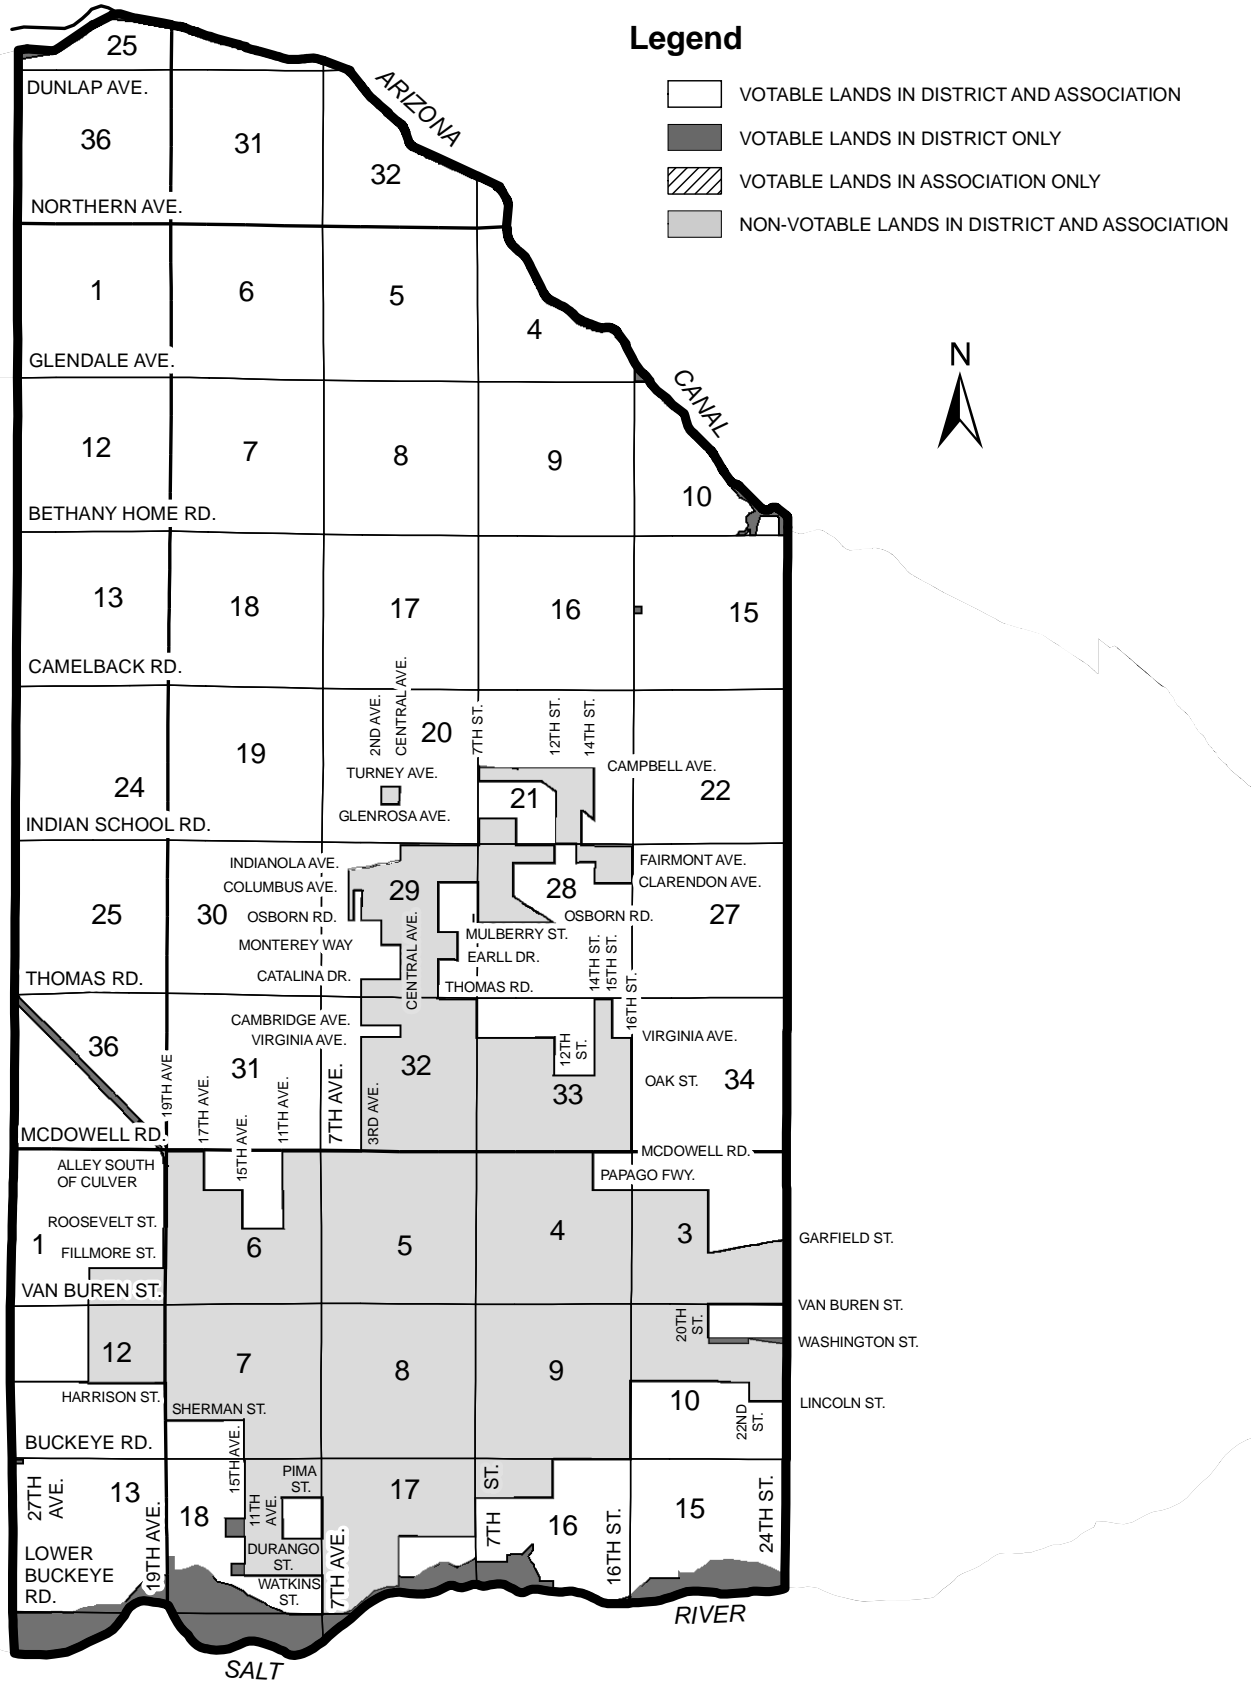 Legend
VOTABLE LANDS IN DISTRICT AND ASSOCIATION
VOTABLE LANDS IN DISTRICT ONLY
VOTABLE LANDS IN ASSOCIATION ONLY
NON-VOTABLE LANDS IN DISTRICT AND ASSOCIATION
N
ARIZONA
CANAL
25
DUNLAP AVE.
36
31
32
NORTHERN AVE.
1
6
5
4
GLENDALE AVE.
12
7
8
9
10
BETHANY HOME RD.
13
18
17
16
15
CAMELBACK RD.
2ND AVE.
CENTRAL AVE.
20
7TH ST.
12TH ST.
14TH ST.
19
TURNEY AVE.
CAMPBELL AVE.
24
21
22
GLENROSA AVE.
INDIAN SCHOOL RD.
INDIANOLA AVE.
FAIRMONT AVE.
COLUMBUS AVE.
29
28
CLARENDON AVE.
25
30
OSBORN RD.
OSBORN RD.
27
MONTEREY WAY
MULBERRY ST.
EARLL DR.
CENTRAL AVE.
14TH ST.
15TH ST.
16TH ST.
THOMAS RD.
CATALINA DR.
THOMAS RD.
CAMBRIDGE AVE.
VIRGINIA AVE.
VIRGINIA AVE.
36
31
32
12TH
ST.
33
OAK ST.
34
19TH AVE
17TH AVE.
15TH AVE.
11TH AVE.
7TH AVE.
3RD AVE.
MCDOWELL RD.
MCDOWELL RD.
ALLEY SOUTH
OF CULVER
PAPAGO FWY.
ROOSEVELT ST.
1
FILLMORE ST.
6
5
4
3
GARFIELD ST.
VAN BUREN ST.
VAN BUREN ST.
20TH
ST.
WASHINGTON ST.
12
7
8
9
HARRISON ST.
SHERMAN ST.
10
22ND
ST.
LINCOLN ST.
BUCKEYE RD.
15TH AVE.
27TH
AVE.
13
19TH AVE.
18
11TH
AVE.
PIMA
ST.
17
7TH
ST.
16
16TH ST.
15
24TH ST.
LOWER
BUCKEYE
RD.
DURANGO
ST.
WATKINS
ST.
7TH AVE.
RIVER
SALT